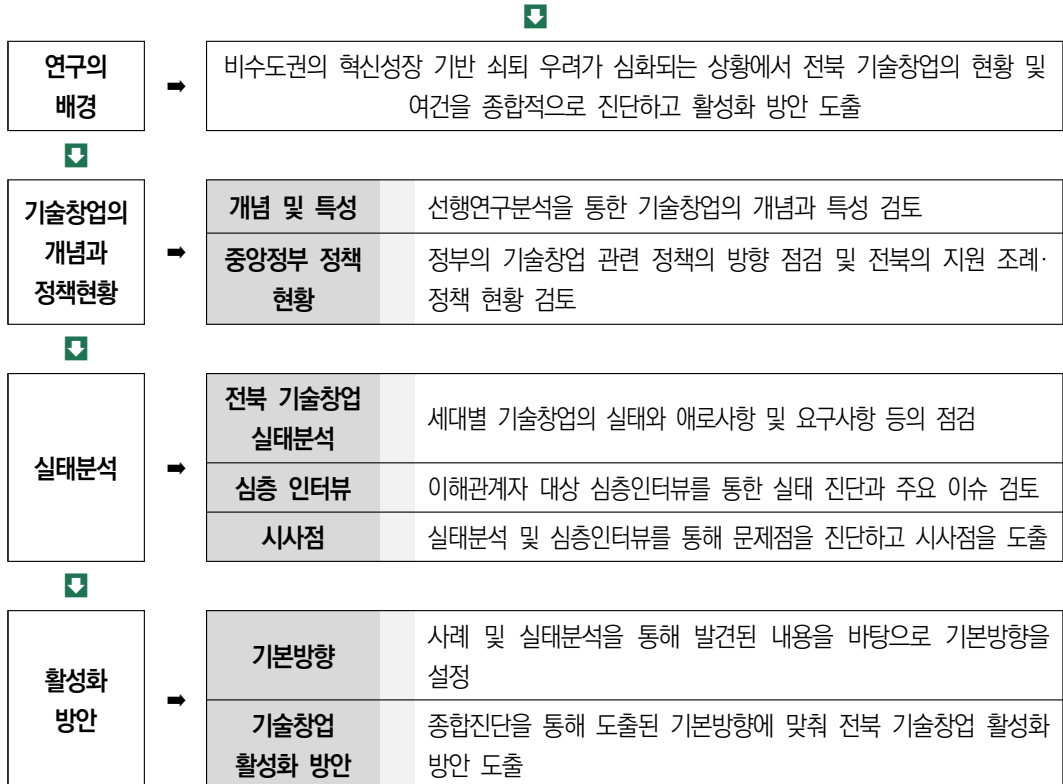 연구의
배경
비수도권의 혁신성장 기반 쇠퇴 우려가 심화되는 상황에서 전북 기술창업의 현황 및
여건을 종합적으로 진단하고 활성화 방안 도출
기술창업의
개념과
정책현황
개념 및 특성
선행연구분석을 통한 기술창업의 개념과 특성 검토
중앙정부 정책
현황
정부의 기술창업 관련 정책의 방향 점검 및 전북의 지원 조례·
정책 현황 검토
실태분석
전북 기술창업
실태분석
세대별 기술창업의 실태와 애로사항 및 요구사항 등의 점검
심층 인터뷰
이해관계자 대상 심층인터뷰를 통한 실태 진단과 주요 이슈 검토
시사점
실태분석 및 심층인터뷰를 통해 문제점을 진단하고 시사점을 도출
활성화
방안
기본방향
사례 및 실태분석을 통해 발견된 내용을 바탕으로 기본방향을
설정
기술창업
활성화 방안
종합진단을 통해 도출된 기본방향에 맞춰 전북 기술창업 활성화
방안 도출